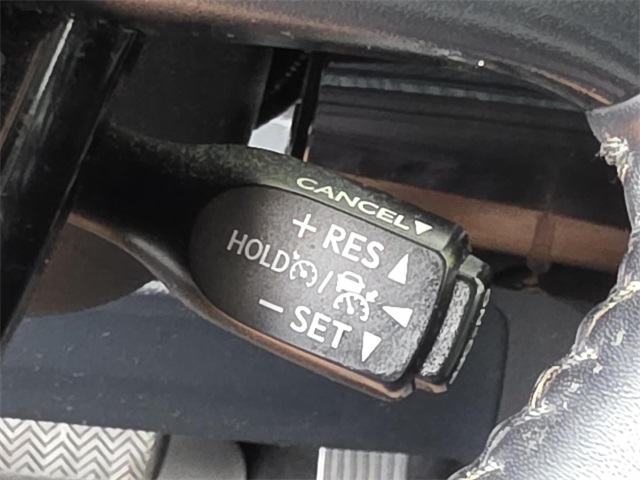 CANCEL▼
+ RES ▲
HOLD / ◀
− SET ▼